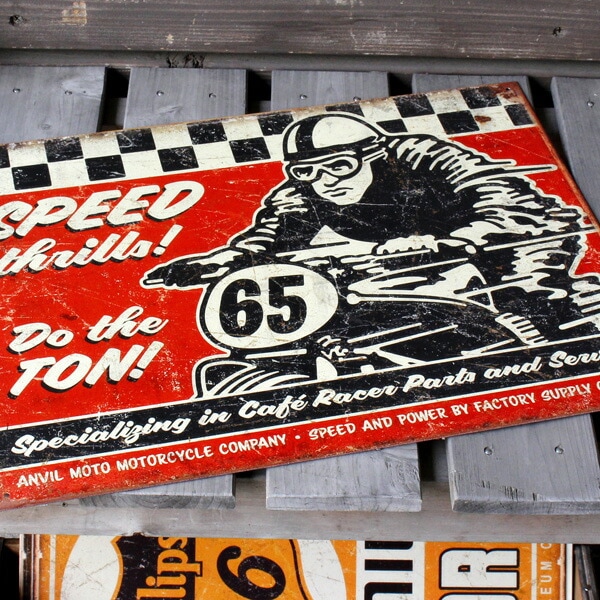 SPEED
thrills!
65
Do the
TON!
Specializing in Café Racer Parts and
ANVIL MOTO MOTORCYCLE COMPANY • SPEED AND POWER BY FACTORY SUPPLY
66